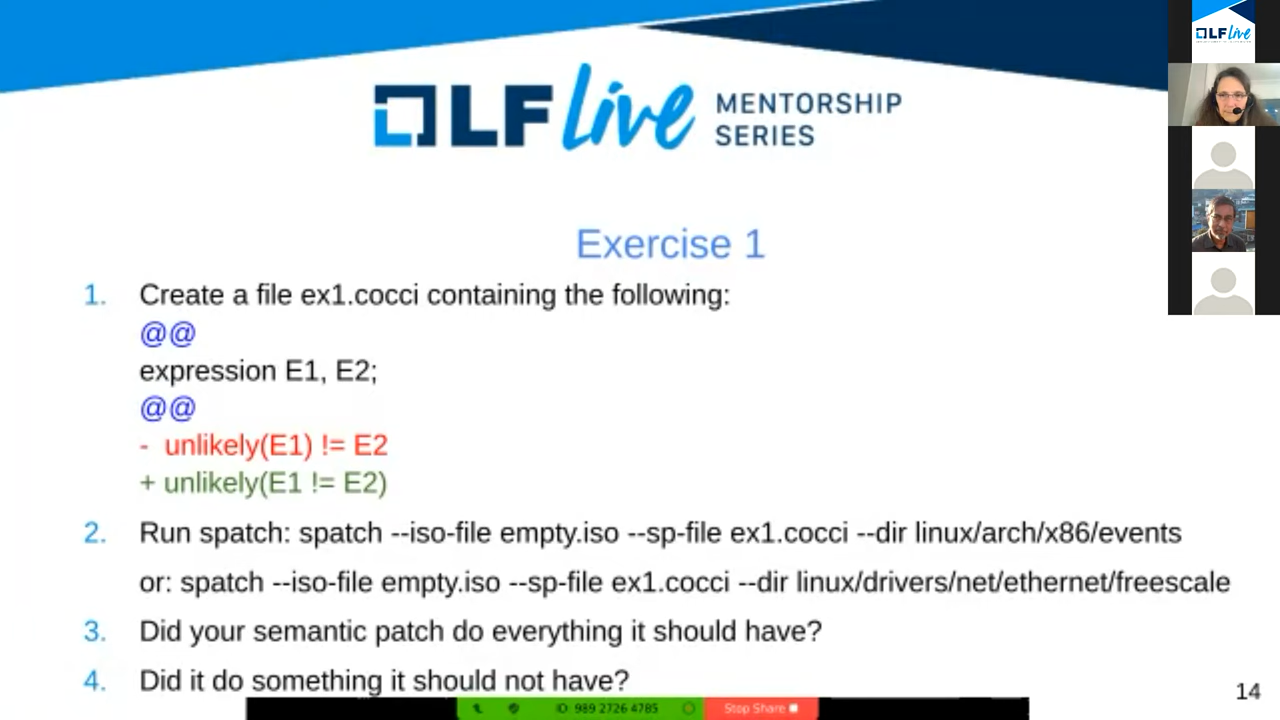 LF live MENTORSHIP
SERIES
LF live
Exercise 1
1. Create a file ex1.cocci containing the following:
@@
expression E1, E2;
@@
- unlikely(E1) != E2
+ unlikely(E1 != E2)
2. Run spatch: spatch --iso-file empty.iso --sp-file ex1.cocci --dir linux/arch/x86/events
or: spatch --iso-file empty.iso --sp-file ex1.cocci --dir linux/drivers/net/ethernet/freescale
3. Did your semantic patch do everything it should have?
4. Did it do something it should not have?
14
ID: 989 2726 4785 Stop Share